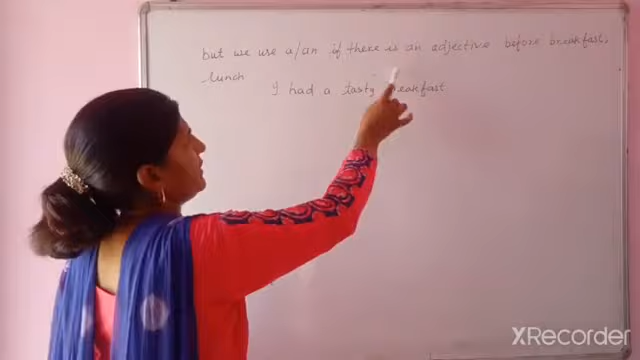 but we use a/an if there is an adjective before breakfast,
lunch
I had a tasty breakfast
XRecorder